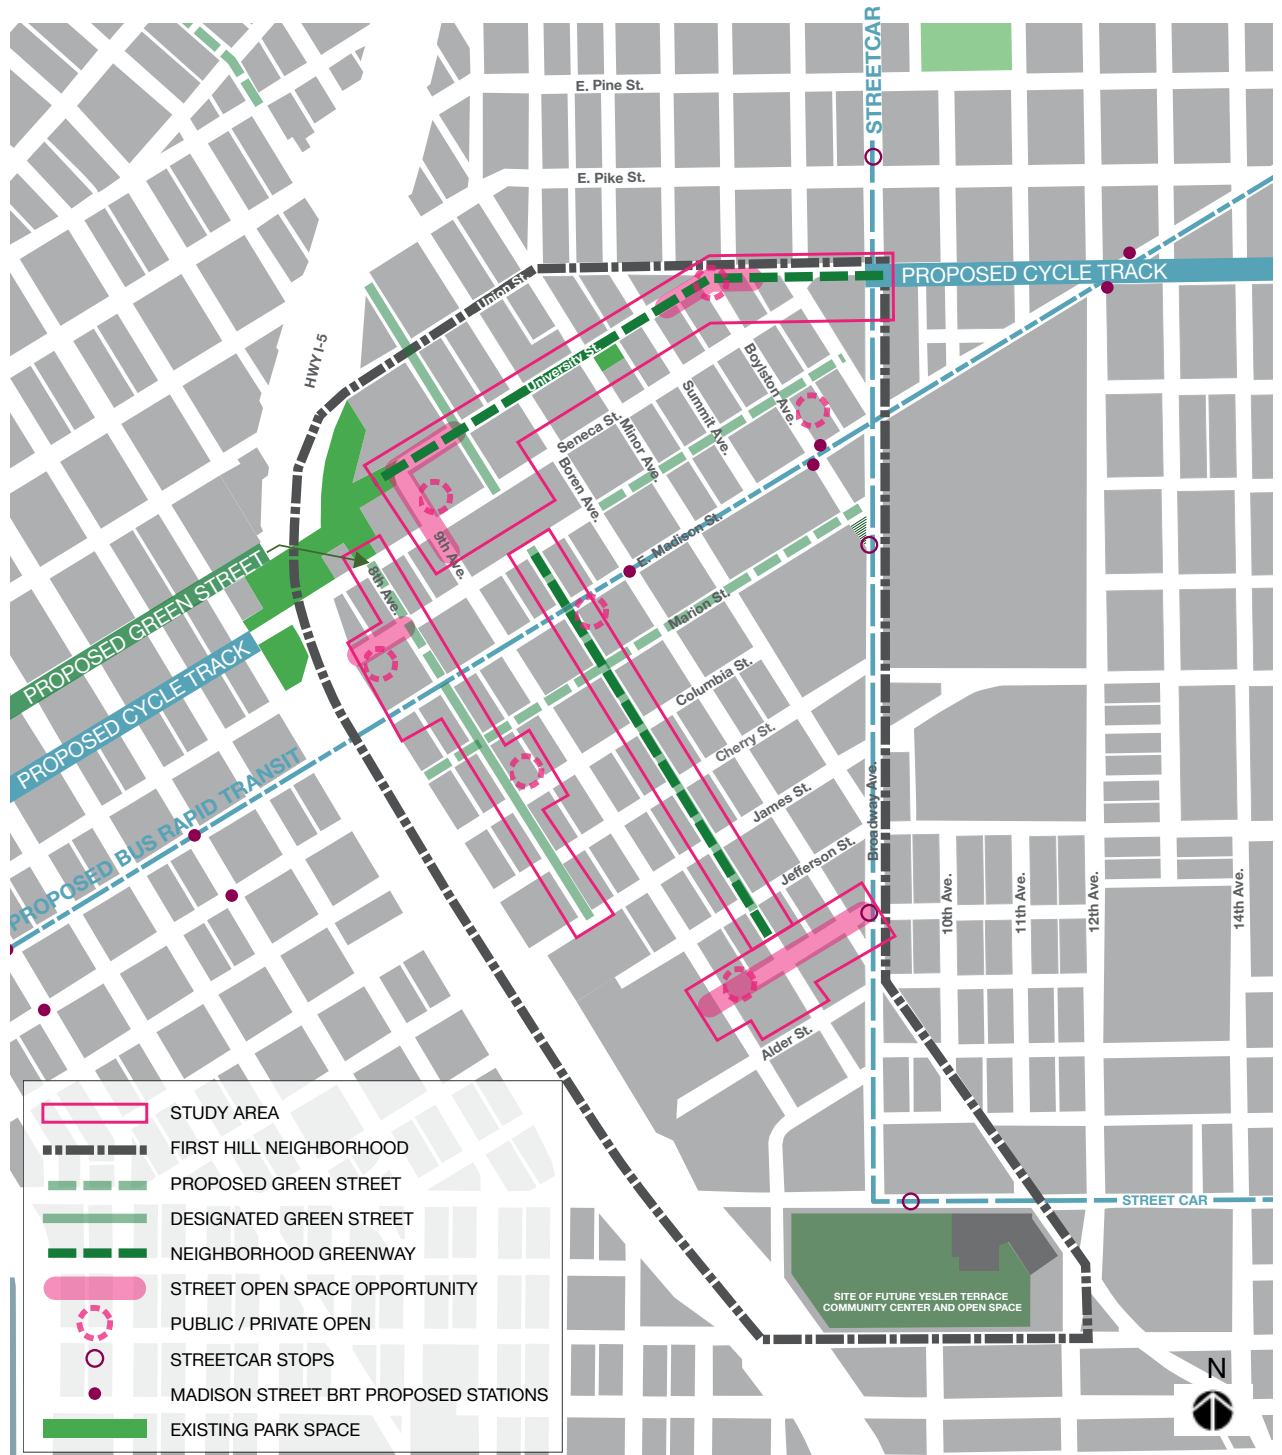 STREETCAR
E. Pine St.
E. Pike St.
PROPOSED CYCLE TRACK
Union St.
HWY I-5
University St.
Boylston Ave.
Summit Ave.
Seneca St.
Minor Ave.
Boren Ave.
E. Madison St.
9th Ave.
8th Ave.
PROPOSED GREEN STREET
Marion St.
PROPOSED CYCLE TRACK
Columbia St.
Cherry St.
PROPOSED BUS RAPID TRANSIT
James St.
Broadway Ave.
Jefferson St.
10th Ave.
11th Ave.
12th Ave.
14th Ave.
Alder St.
STREET CAR
SITE OF FUTURE YESLER TERRACE
COMMUNITY CENTER AND OPEN SPACE
STUDY AREA
FIRST HILL NEIGHBORHOOD
PROPOSED GREEN STREET
DESIGNATED GREEN STREET
NEIGHBORHOOD GREENWAY
STREET OPEN SPACE OPPORTUNITY
PUBLIC / PRIVATE OPEN
STREETCAR STOPS
MADISON STREET BRT PROPOSED STATIONS
EXISTING PARK SPACE
N